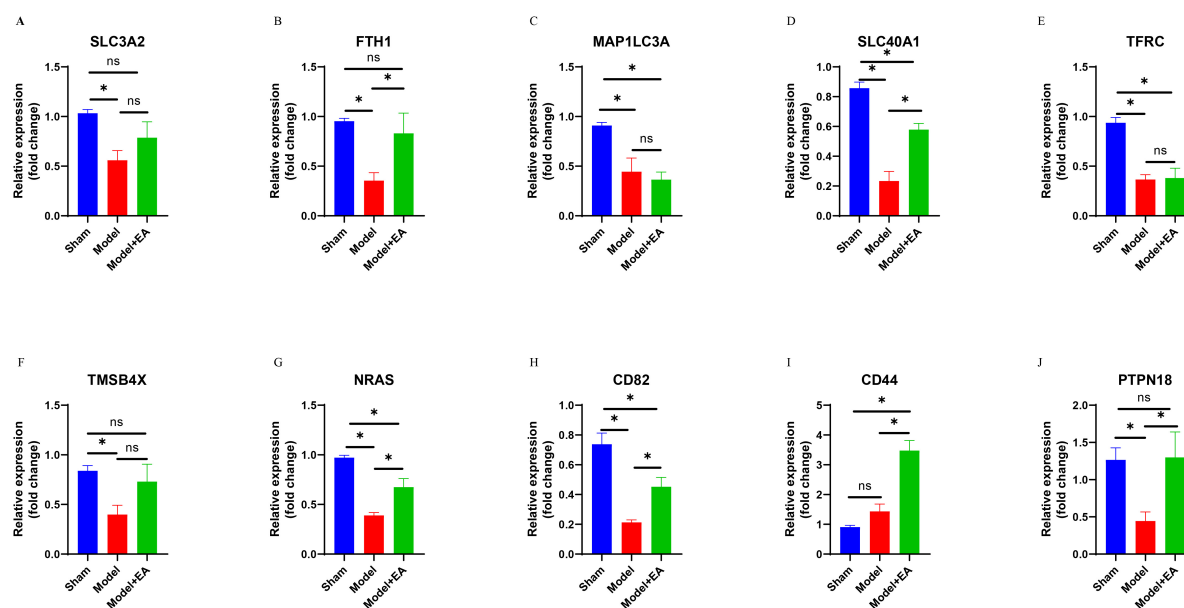 A
SLC3A2
Relative expression
(fold change)
1.5
1.0
0.5
0.0
ns
*
ns
Sham
Model
Model+EA
B
FTH1
Relative expression
(fold change)
1.5
1.0
0.5
0.0
ns
*
*
Sham
Model
Model+EA
C
MAP1LC3A
Relative expression
(fold change)
1.5
1.0
0.5
0.0
*
*
ns
Sham
Model
Model+EA
D
SLC40A1
Relative expression
(fold change)
1.0
0.8
0.6
0.4
0.2
0.0
*
*
*
Sham
Model
Model+EA
E
TFRC
Relative expression
(fold change)
1.5
1.0
0.5
0.0
*
*
ns
Sham
Model
Model+EA
F
TMSB4X
Relative expression
(fold change)
1.5
1.0
0.5
0.0
ns
*
ns
Sham
Model
Model+EA
G
NRAS
Relative expression
(fold change)
1.5
1.0
0.5
0.0
*
*
*
Sham
Model
Model+EA
H
CD82
Relative expression
(fold change)
1.0
0.8
0.6
0.4
0.2
0.0
*
*
*
Sham
Model
Model+EA
I
CD44
Relative expression
(fold change)
5
4
3
2
1
0
*
*
ns
Sham
Model
Model+EA
J
PTPN18
Relative expression
(fold change)
2.0
1.5
1.0
0.5
0.0
ns
*
*
Sham
Model
Model+EA